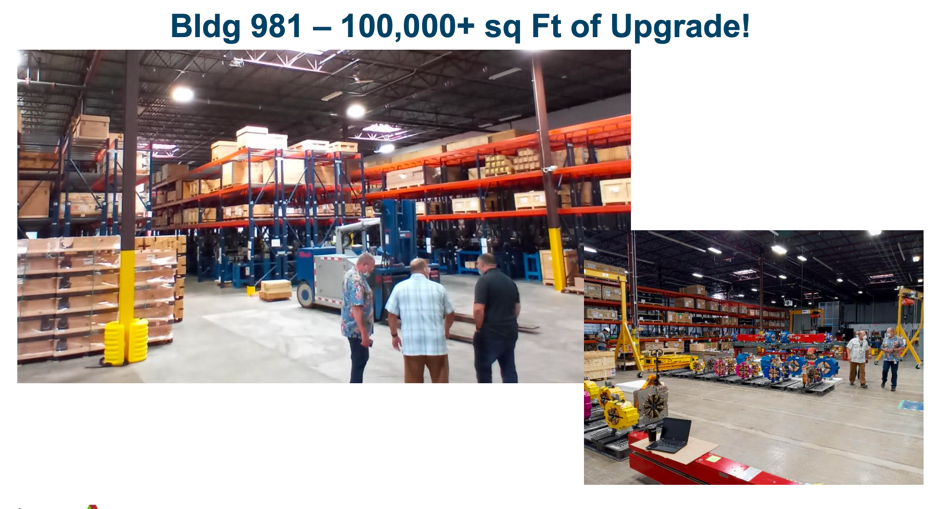 Bldg 981 – 100,000+ sq Ft of Upgrade!